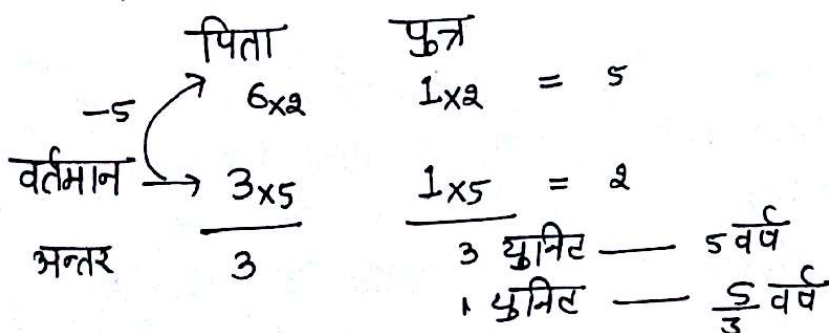 पिता पुत्र
-5 6x2 1x2 = 5
वर्तमान → 3x5 1x5 = 2
अन्तर 3 3 युनिट — 5 वर्ष
1 युनिट — 5/3 वर्ष